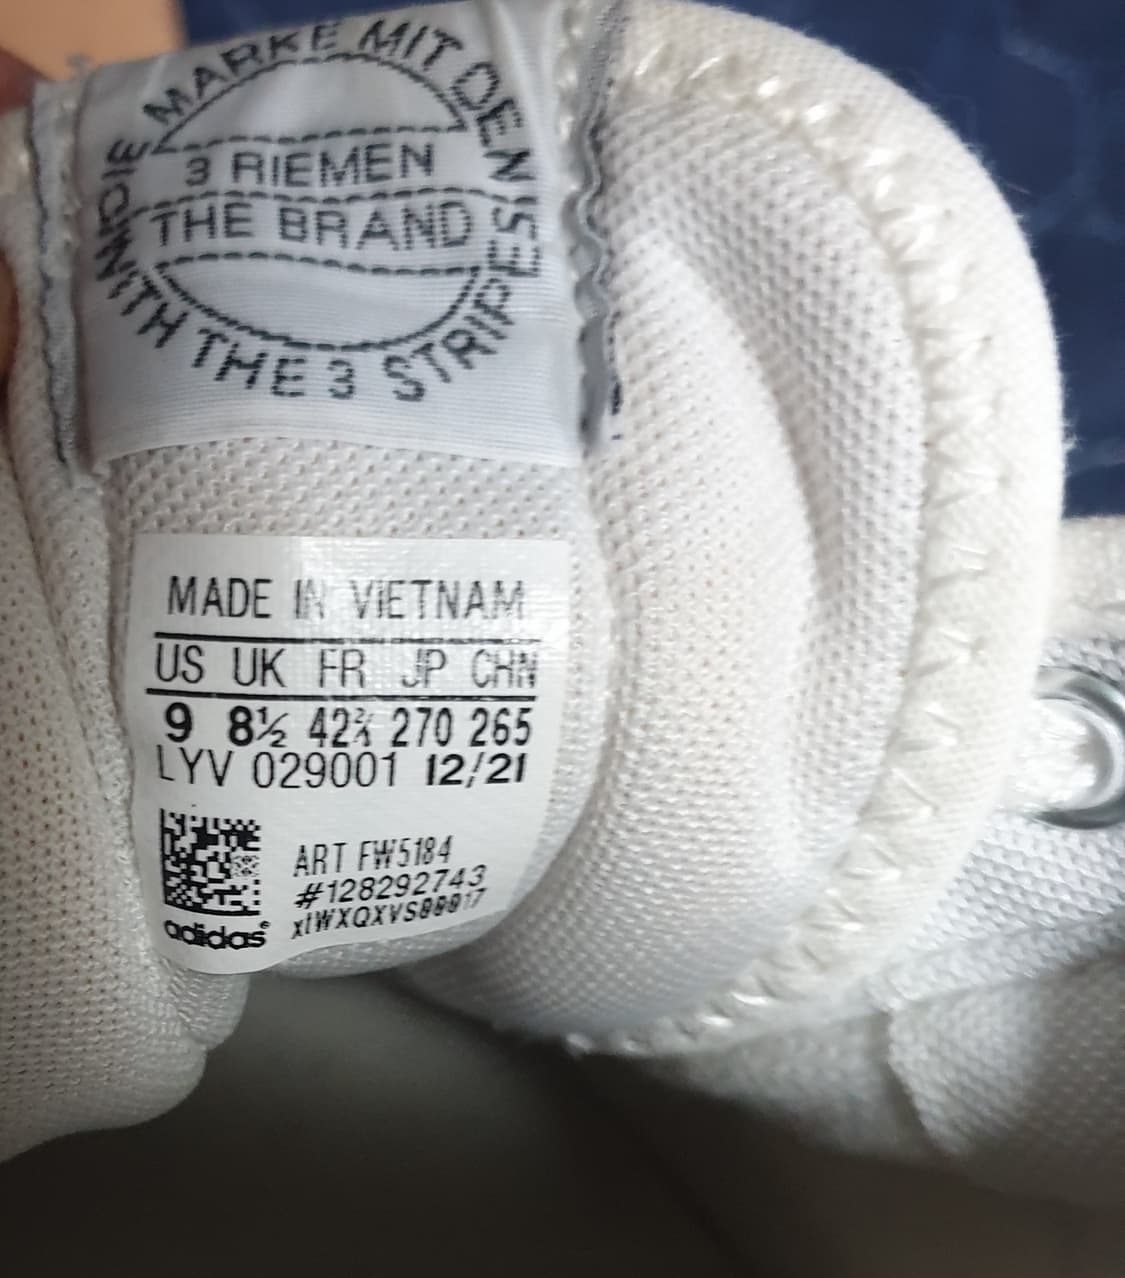 DIE MARKE MIT DEN
3 RIEMEN
THE BRAND
WITH THE 3 STRIPES
MADE IN VIETNAM
US UK FR JP CHN
9 8½ 42⅔ 270 265
LYV 029001 12/21
ART FW5184
#128292743
xtWXQXVS00017
adidas®